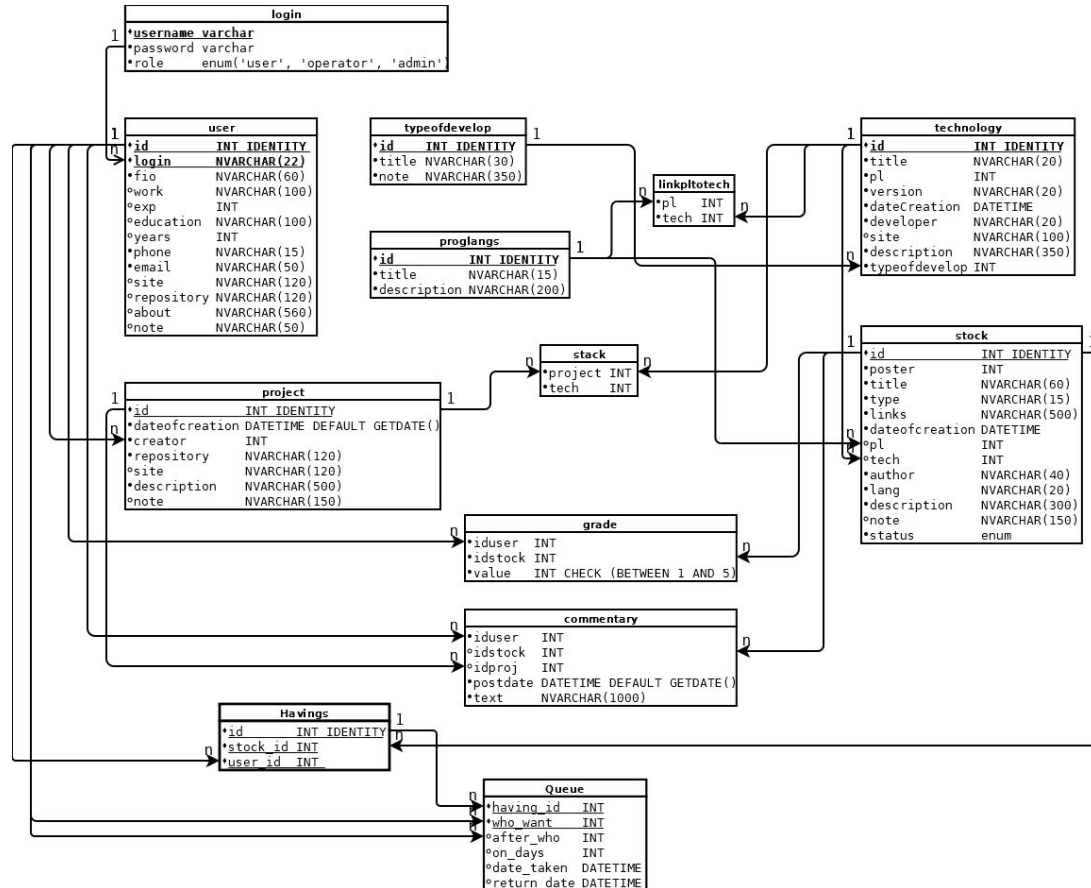 login
username varchar
password varchar
role enum('user', 'operator', 'admin')
1
n
user
id INT IDENTITY
login NVARCHAR(22)
fio NVARCHAR(60)
work NVARCHAR(100)
exp INT
education NVARCHAR(100)
years INT
phone NVARCHAR(15)
email NVARCHAR(50)
site NVARCHAR(120)
repository NVARCHAR(120)
about NVARCHAR(560)
note NVARCHAR(50)
1
typeofdevelop
id INT IDENTITY
title NVARCHAR(30)
note NVARCHAR(350)
1
linkpltotech
pl INT
tech INT
n
n
technology
id INT IDENTITY
title NVARCHAR(20)
pl INT
version NVARCHAR(20)
dateCreation DATETIME
developer NVARCHAR(20)
site NVARCHAR(100)
description NVARCHAR(350)
typeofdevelop INT
1
n
proglangs
id INT IDENTITY
title NVARCHAR(15)
description NVARCHAR(200)
1
stack
project INT
tech INT
n
n
stock
id INT IDENTITY
poster INT
title NVARCHAR(60)
type NVARCHAR(15)
links NVARCHAR(500)
dateofcreation DATETIME
pl INT
tech INT
author NVARCHAR(40)
lang NVARCHAR(20)
description NVARCHAR(300)
note NVARCHAR(150)
status enum
1
1
n
n
project
id INT IDENTITY
dateofcreation DATETIME DEFAULT GETDATE()
creator INT
repository NVARCHAR(120)
site NVARCHAR(120)
description NVARCHAR(500)
note NVARCHAR(150)
1
1
n
grade
iduser INT
idstock INT
value INT CHECK (BETWEEN 1 AND 5)
n
n
commentary
iduser INT
idstock INT
idproj INT
postdate DATETIME DEFAULT GETDATE()
text NVARCHAR(1000)
n
n
n
Havings
id INT IDENTITY
stock_id INT
user_id INT
1
n
n
Queue
having_id INT
who_want INT
after_who INT
on_days INT
date_taken DATETIME
return_date DATETIME
n
n
n